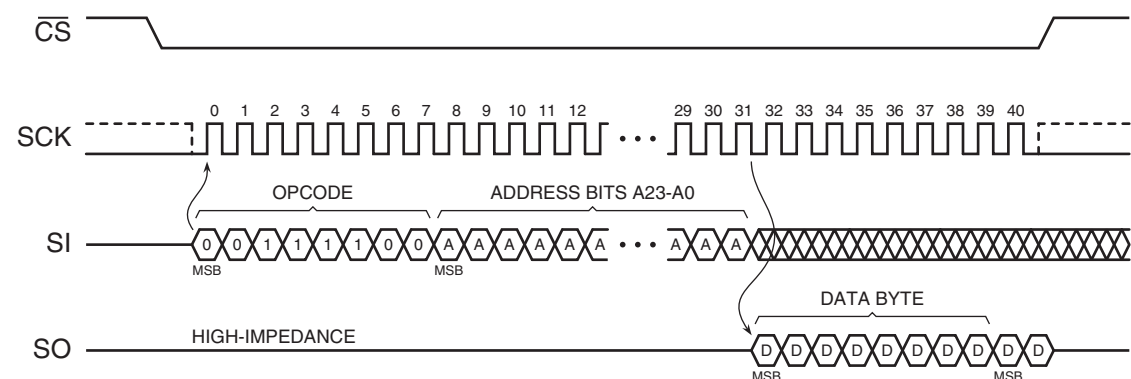 CS
0 1 2 3 4 5 6 7 8 9 10 11 12 29 30 31 32 33 34 35 36 37 38 39 40
SCK
OPCODE ADDRESS BITS A23-A0
SI 0 0 1 1 1 1 0 0 A A A A A A A A A D
MSB MSB
DATA BYTE
HIGH-IMPEDANCE
SO D D D D D D D D D D
MSB MSB